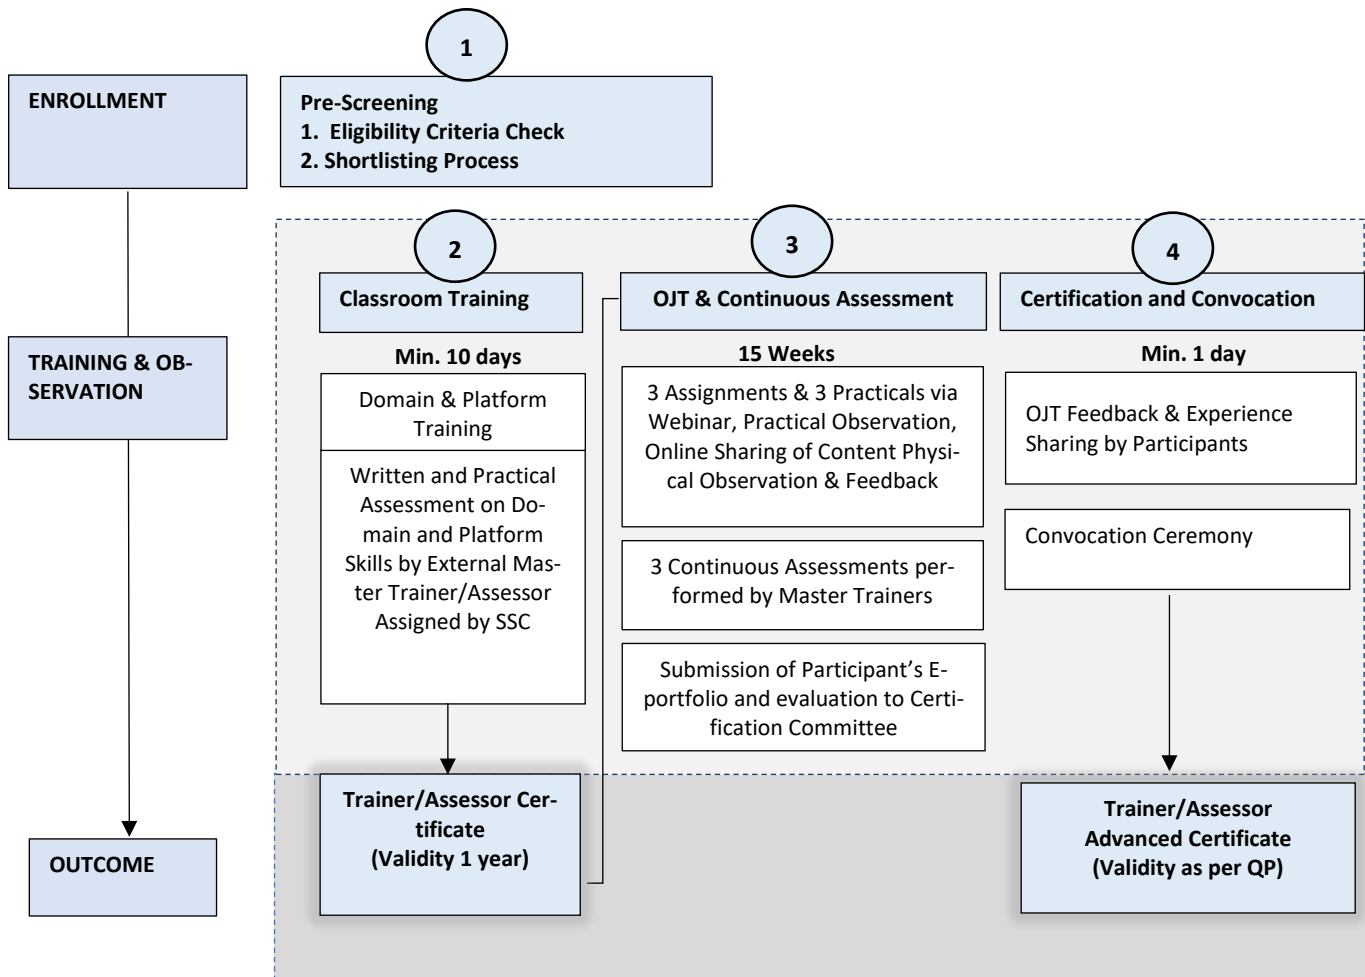 1
ENROLLMENT
Pre-Screening
1. Eligibility Criteria Check
2. Shortlisting Process
2
3
4
Classroom Training
OJT & Continuous Assessment
Certification and Convocation
TRAINING & OB-
SERVATION
Min. 10 days
Domain & Platform
Training
Written and Practical
Assessment on Do-
main and Platform
Skills by External Mas-
ter Trainer/Assessor
Assigned by SSC
15 Weeks
3 Assignments & 3 Practicals via
Webinar, Practical Observation,
Online Sharing of Content Physi-
cal Observation & Feedback
3 Continuous Assessments per-
formed by Master Trainers
Submission of Participant’s E-
portfolio and evaluation to Certi-
fication Committee
Min. 1 day
OJT Feedback & Experience
Sharing by Participants
Convocation Ceremony
OUTCOME
Trainer/Assessor Cer-
tificate
(Validity 1 year)
Trainer/Assessor
Advanced Certificate
(Validity as per QP)